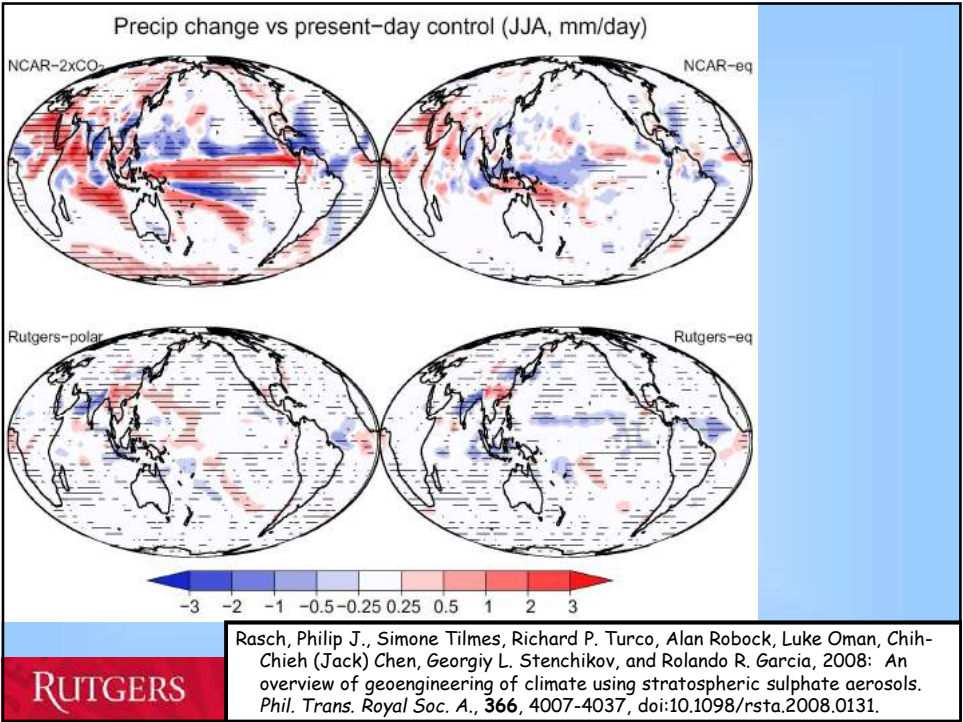 Precip change vs present−day control (JJA, mm/day)
NCAR−2xCO₂
NCAR−eq
Rutgers−polar
Rutgers−eq
−3 −2 −1 −0.5 −0.25 0.25 0.5 1 2 3
Rasch, Philip J., Simone Tilmes, Richard P. Turco, Alan Robock, Luke Oman, Chih-
Chieh (Jack) Chen, Georgiy L. Stenchikov, and Rolando R. Garcia, 2008: An
overview of geoengineering of climate using stratospheric sulphate aerosols.
Phil. Trans. Royal Soc. A., 366, 4007-4037, doi:10.1098/rsta.2008.0131.
RUTGERS